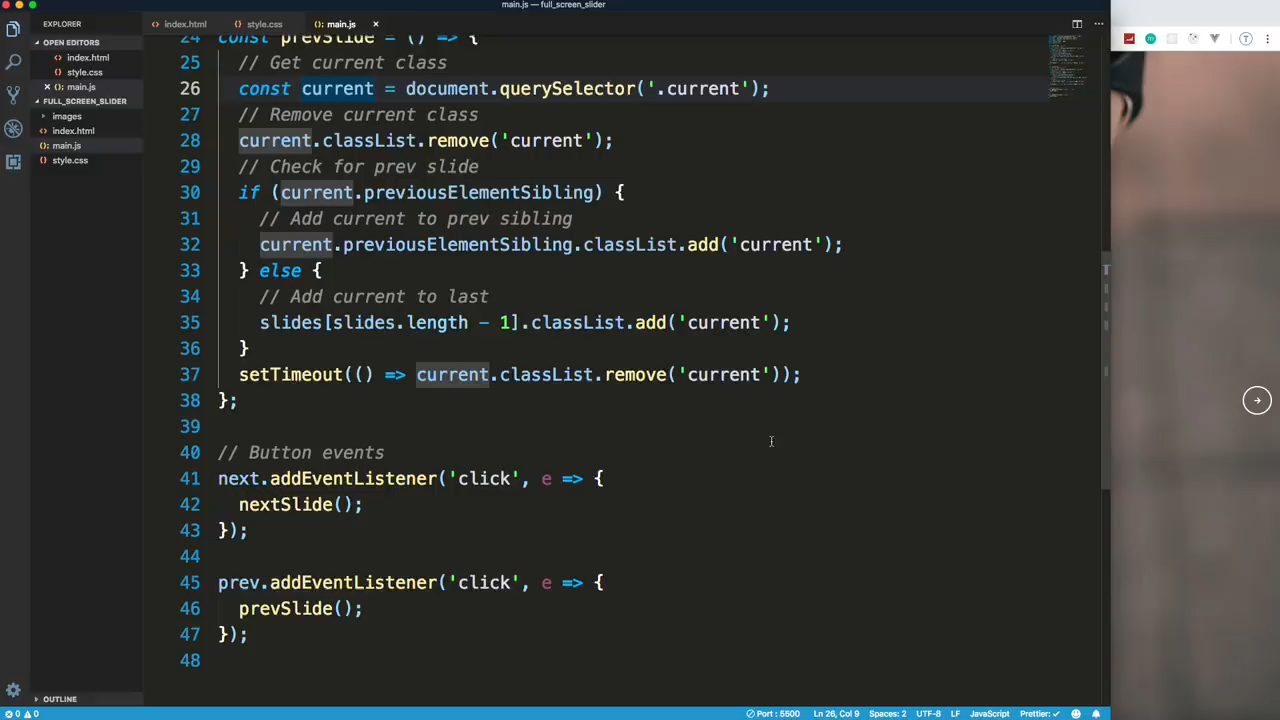 main.js — full_screen_slider
EXPLORER
OPEN EDITORS
index.html
style.css
× main.js
FULL_SCREEN_SLIDER
images
index.html
main.js
style.css
OUTLINE
index.html
style.css
main.js ×
24 const prevSlide = () => {
25 // Get current class
26 const current = document.querySelector('.current');
27 // Remove current class
28 current.classList.remove('current');
29 // Check for prev slide
30 if (current.previousElementSibling) {
31 // Add current to prev sibling
32 current.previousElementSibling.classList.add('current');
33 } else {
34 // Add current to last
35 slides[slides.length - 1].classList.add('current');
36 }
37 setTimeout(() => current.classList.remove('current'));
38 };
39
40 // Button events
41 next.addEventListener('click', e => {
42 nextSlide();
43 });
44
45 prev.addEventListener('click', e => {
46 prevSlide();
47 });
48
0 0
Port : 5500 Ln 26, Col 9 Spaces: 2 UTF-8 LF JavaScript Prettier: ✓